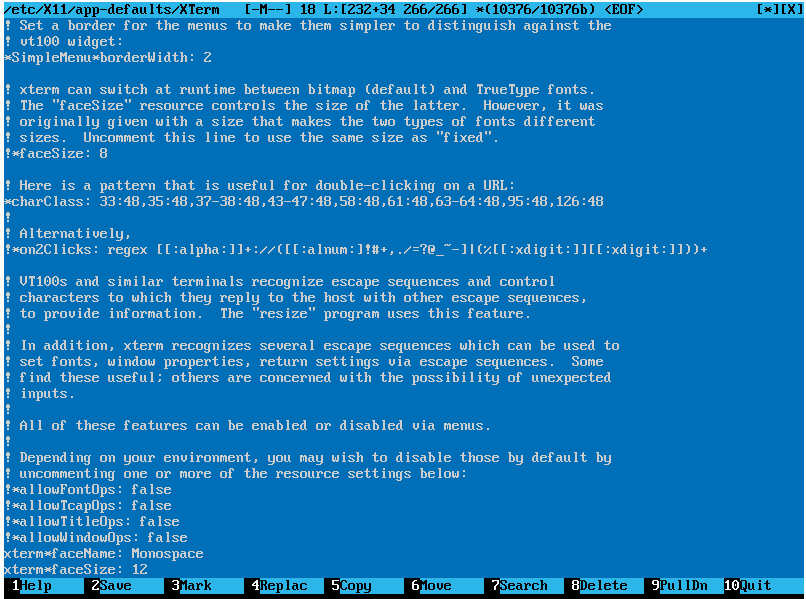 /etc/X11/app-defaults/XTerm [-M--] 18 L:[232+34 266/266] *(10376/10376b) <EOF> [*][X]
! Set a border for the menus to make them simpler to distinguish against the
! vt100 widget:
*SimpleMenu*borderWidth: 2
! xterm can switch at runtime between bitmap (default) and TrueType fonts.
! The "faceSize" resource controls the size of the latter. However, it was
! originally given with a size that makes the two types of fonts different
! sizes. Uncomment this line to use the same size as "fixed".
!*faceSize: 8
! Here is a pattern that is useful for double-clicking on a URL:
*charClass: 33:48,35:48,37-38:48,43-47:48,58:48,61:48,63-64:48,95:48,126:48
!
! Alternatively,
!*on2Clicks: regex [[:alpha:]]+://([[:alnum:]!#+,./=?@_~-]|(%[[:xdigit:]][[:xdigit:]]))+
! VT100s and similar terminals recognize escape sequences and control
! characters to which they reply to the host with other escape sequences,
! to provide information. The "resize" program uses this feature.
!
! In addition, xterm recognizes several escape sequences which can be used to
! set fonts, window properties, return settings via escape sequences. Some
! find these useful; others are concerned with the possibility of unexpected
! inputs.
!
! All of these features can be enabled or disabled via menus.
!
! Depending on your environment, you may wish to disable those by default by
! uncommenting one or more of the resource settings below:
!*allowFontOps: false
!*allowTcapOps: false
!*allowTitleOps: false
!*allowWindowOps: false
xterm*faceName: Monospace
xterm*faceSize: 12
1Help 2Save 3Mark 4Replac 5Copy 6Move 7Search 8Delete 9PullDn 10Quit